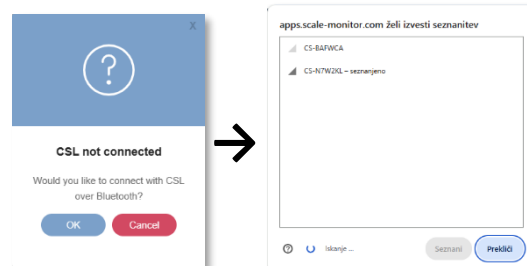 X
CSL not connected
Would you like to connect with CSL
over Bluetooth?
OK Cancel
apps.scale-monitor.com želi izvesti seznanitev
CS-BAFWCA
CS-N7W2KL – seznanjeno
Iskanje ...
Seznani Prekliči